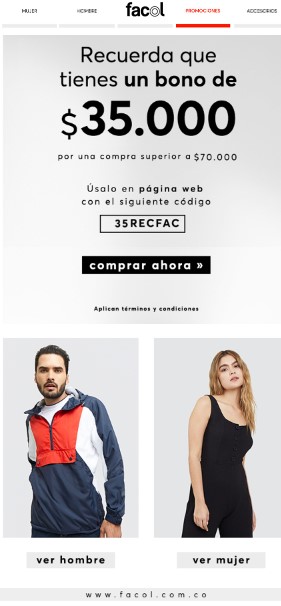 MUJER HOMBRE facol PROMOCIONES ACCESORIOS
Recuerda que
tienes un bono de
$35.000
por una compra superior a $70.000
Úsalo en página web
con el siguiente código
35RECFAC
comprar ahora »
Aplican términos y condiciones
ver hombre ver mujer
www.facol.com.co